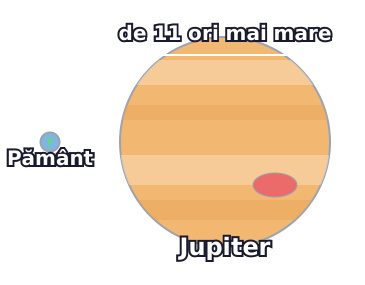 de 11 ori mai mare
Pământ
Jupiter